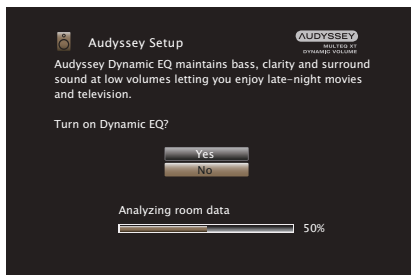 Audyssey Setup
AUDYSSEY
MULTEQ XT
DYNAMIC VOLUME
Audyssey Dynamic EQ maintains bass, clarity and surround
sound at low volumes letting you enjoy late-night movies
and television.
Turn on Dynamic EQ?
Yes
No
Analyzing room data
50%